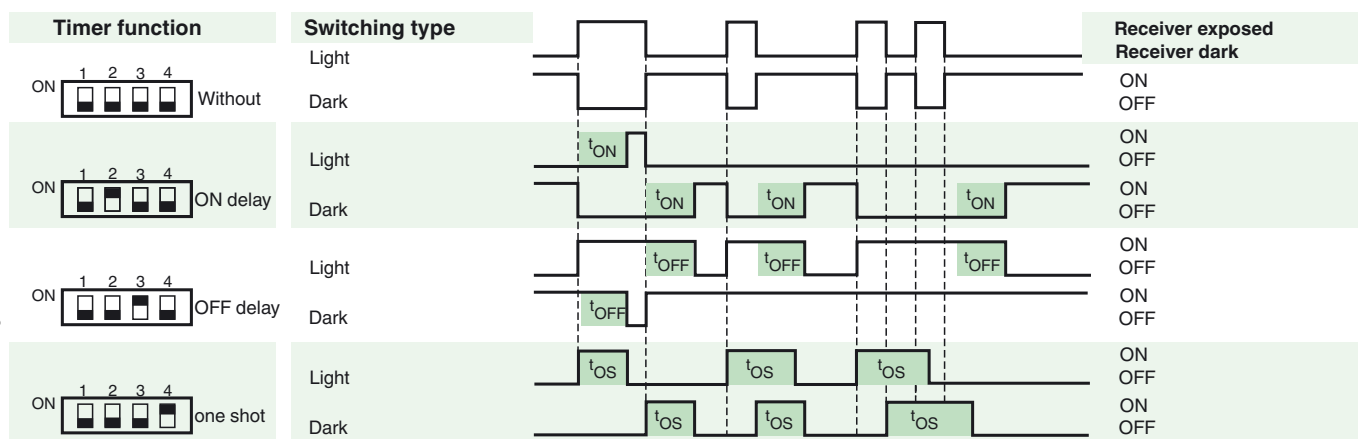 Timer function Switching type Receiver exposed
Light Receiver dark
1 2 3 4
ON Without Dark ON
OFF
Light tON ON
OFF
1 2 3 4
ON ON delay Dark tON tON tON ON
OFF
Light tOFF tOFF tOFF ON
OFF
1 2 3 4
ON OFF delay Dark tOFF ON
OFF
Light tOS tOS tOS ON
OFF
1 2 3 4
ON one shot Dark tOS tOS tOS ON
OFF